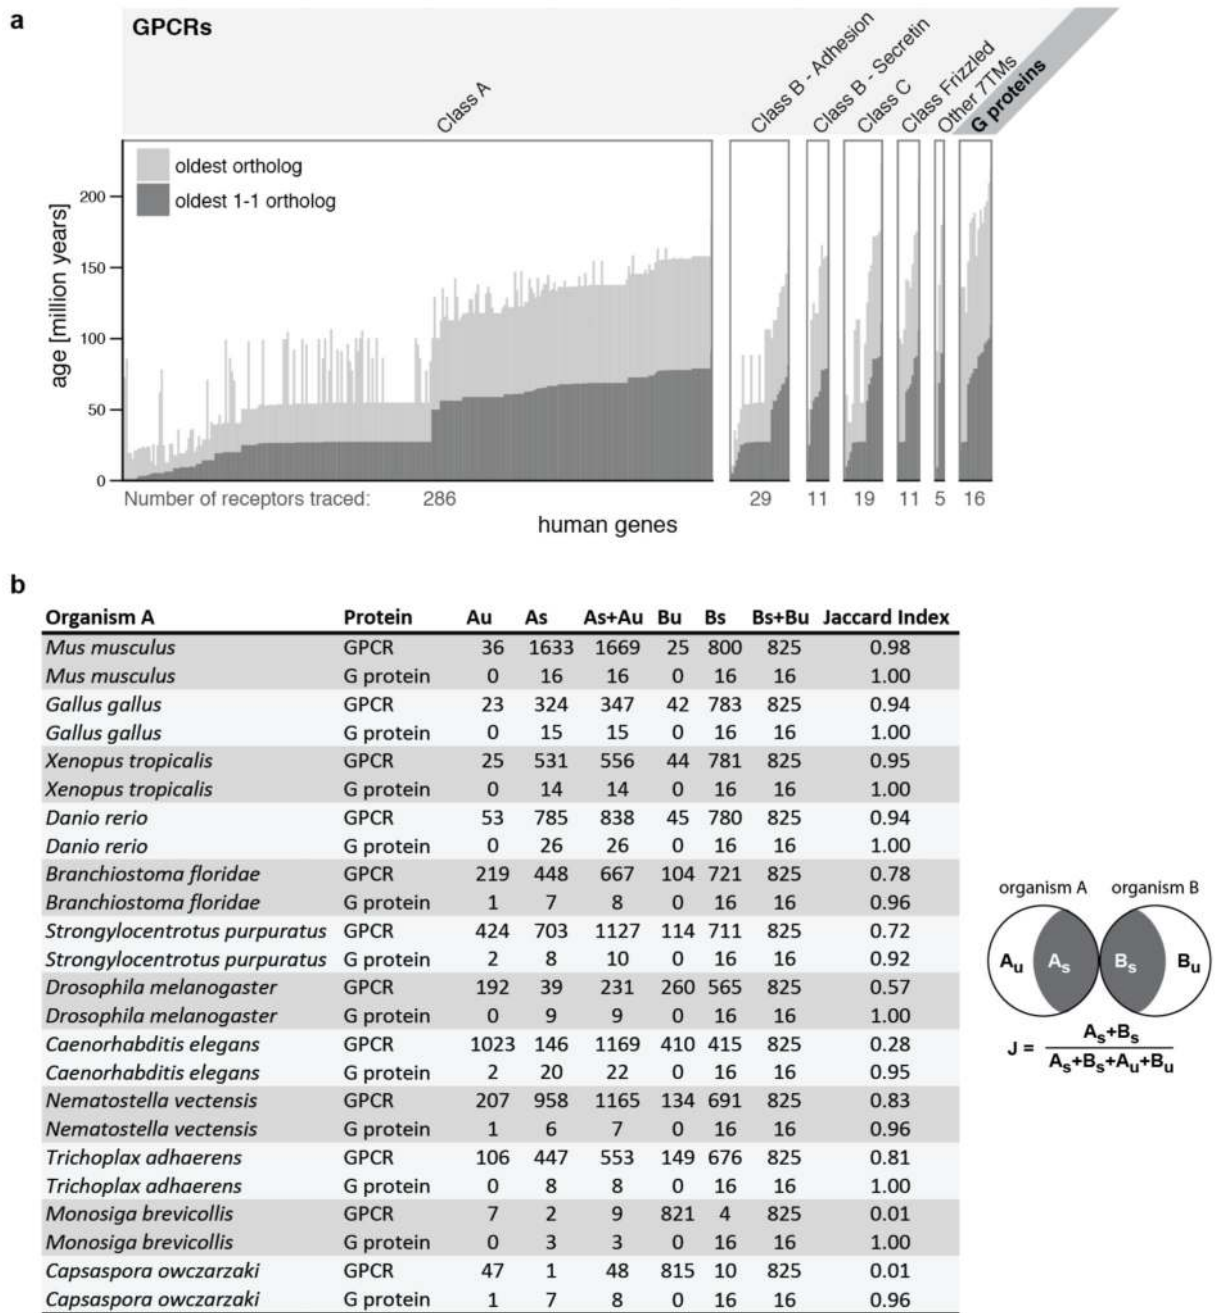 a
GPCRs
Class A
Class B - Adhesion
Class B - Secretin
Class C
Class Frizzled
Other 7TMs
G proteins
oldest ortholog
oldest 1-1 ortholog
age [million years]
200
150
100
50
0
Number of receptors traced: 286 29 11 19 11 5 16
human genes
b
Organism A Protein Au As As+Au Bu Bs Bs+Bu Jaccard Index
Mus musculus GPCR 36 1633 1669 25 800 825 0.98
Mus musculus G protein 0 16 16 0 16 16 1.00
Gallus gallus GPCR 23 324 347 42 783 825 0.94
Gallus gallus G protein 0 15 15 0 16 16 1.00
Xenopus tropicalis GPCR 25 531 556 44 781 825 0.95
Xenopus tropicalis G protein 0 14 14 0 16 16 1.00
Danio rerio GPCR 53 785 838 45 780 825 0.94
Danio rerio G protein 0 26 26 0 16 16 1.00
Branchiostoma floridae GPCR 219 448 667 104 721 825 0.78
Branchiostoma floridae G protein 1 7 8 0 16 16 0.96
Strongylocentrotus purpuratus GPCR 424 703 1127 114 711 825 0.72
Strongylocentrotus purpuratus G protein 2 8 10 0 16 16 0.92
Drosophila melanogaster GPCR 192 39 231 260 565 825 0.57
Drosophila melanogaster G protein 0 9 9 0 16 16 1.00
Caenorhabditis elegans GPCR 1023 146 1169 410 415 825 0.28
Caenorhabditis elegans G protein 2 20 22 0 16 16 0.95
Nematostella vectensis GPCR 207 958 1165 134 691 825 0.83
Nematostella vectensis G protein 1 6 7 0 16 16 0.96
Trichoplax adhaerens GPCR 106 447 553 149 676 825 0.81
Trichoplax adhaerens G protein 0 8 8 0 16 16 1.00
Monosiga brevicollis GPCR 7 2 9 821 4 825 0.01
Monosiga brevicollis G protein 0 3 3 0 16 16 1.00
Capsaspora owczarzaki GPCR 47 1 48 815 10 825 0.01
Capsaspora owczarzaki G protein 1 7 8 0 16 16 0.96
organism A organism B
Au As Bs Bu
J = As+Bs
As+Bs+Au+Bu